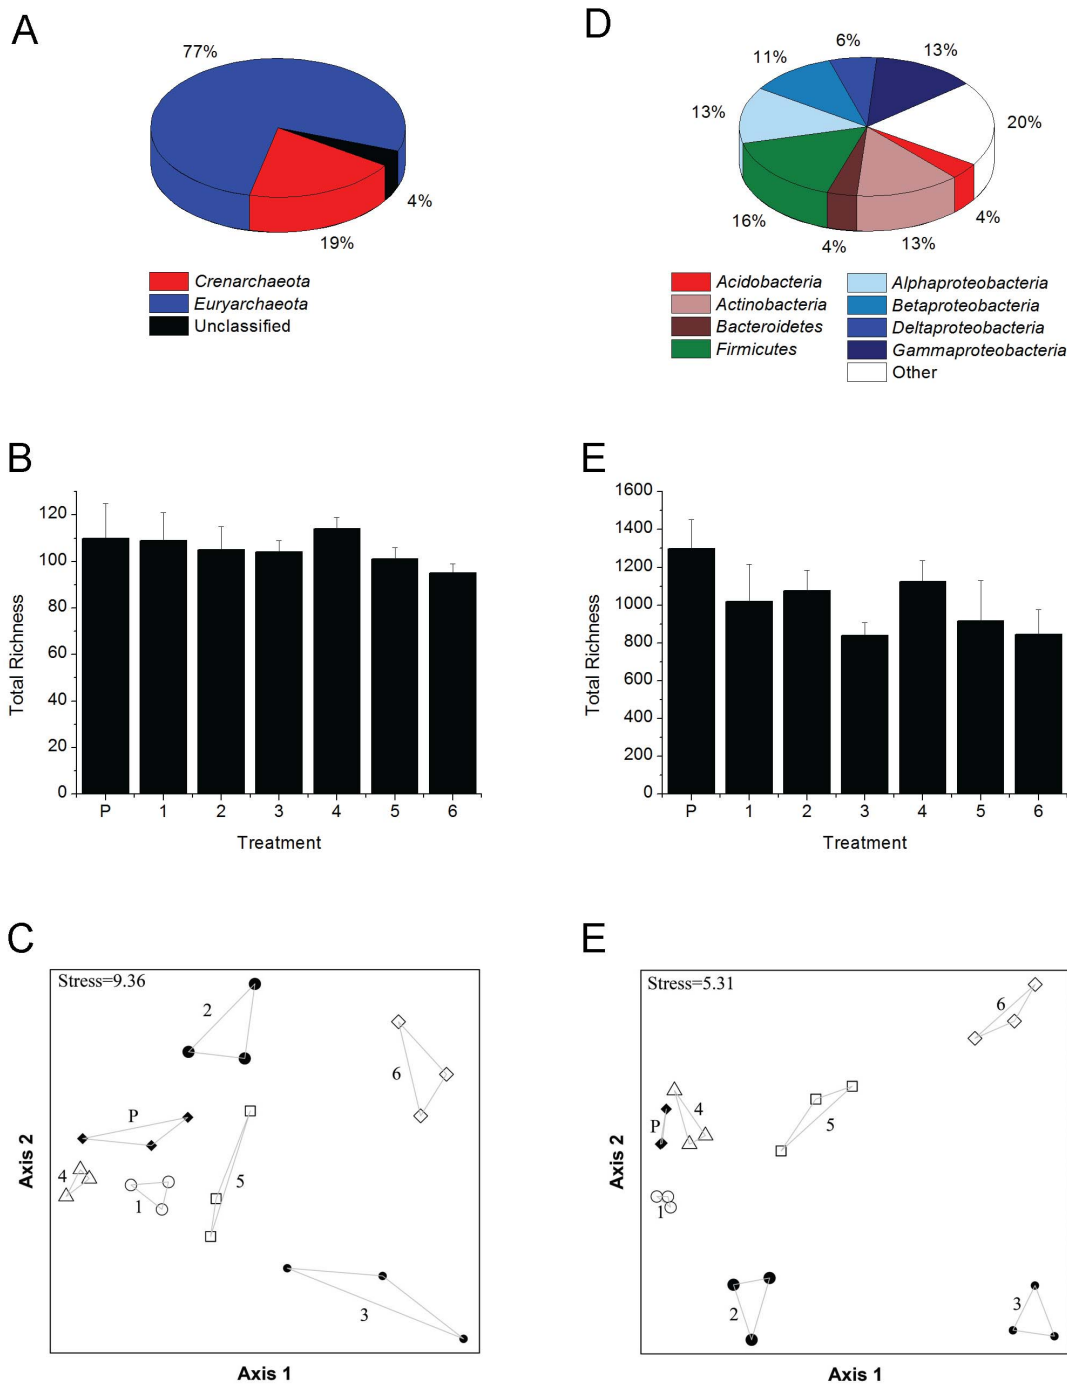 A
77%
4%
19%
Crenarchaeota
Euryarchaeota
Unclassified
D
6%
13%
11%
13%
20%
16%
4%
13%
4%
Acidobacteria
Actinobacteria
Bacteroidetes
Firmicutes
Alphaproteobacteria
Betaproteobacteria
Deltaproteobacteria
Gammaproteobacteria
Other
B
Total Richness
120
100
80
60
40
20
0
P 1 2 3 4 5 6
Treatment
E
Total Richness
1600
1400
1200
1000
800
600
400
200
0
P 1 2 3 4 5 6
Treatment
C
Stress=9.36
2
6
P
4
1
5
3
Axis 2
Axis 1
E
Stress=5.31
6
4
P
5
1
2
3
Axis 2
Axis 1